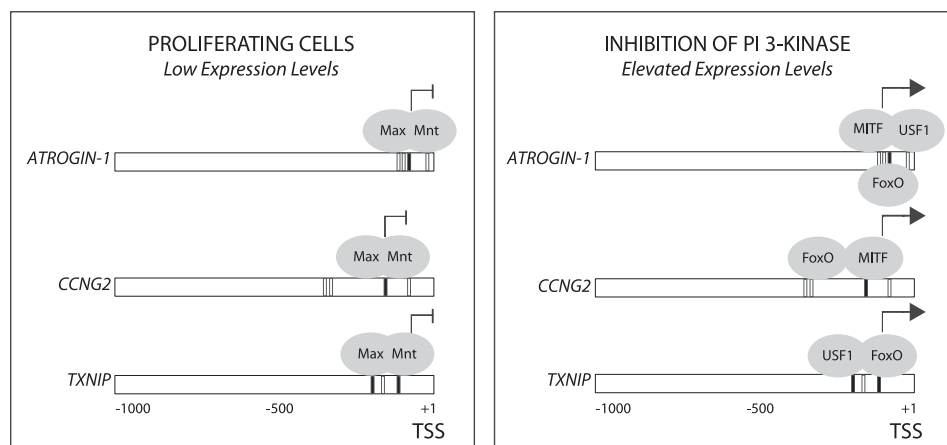 PROLIFERATING CELLS
Low Expression Levels
Max Mnt
ATROGIN-1
Max Mnt
CCNG2
Max Mnt
TXNIP
-1000 -500 +1
TSS
INHIBITION OF PI 3-KINASE
Elevated Expression Levels
MITF USF1
ATROGIN-1
FoxO
FoxO MITF
CCNG2
USF1 FoxO
TXNIP
-1000 -500 +1
TSS